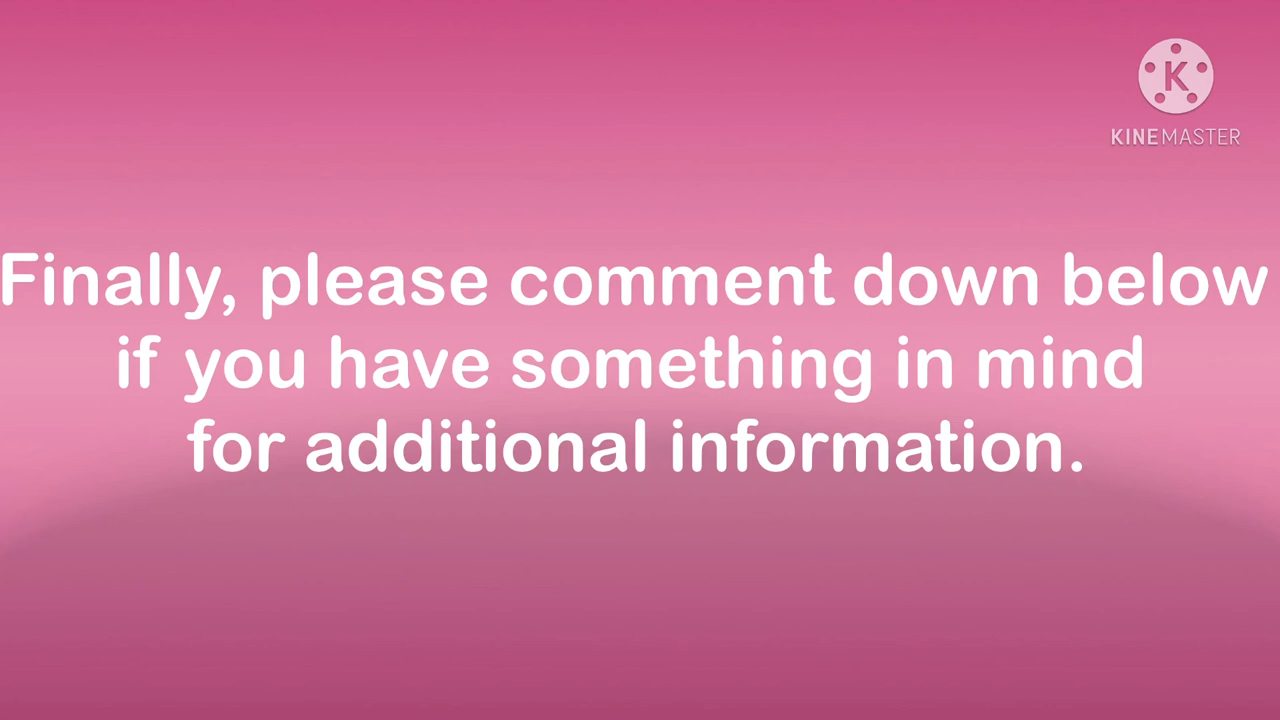 K
KINEMASTER
Finally, please comment down below
if you have something in mind
for additional information.